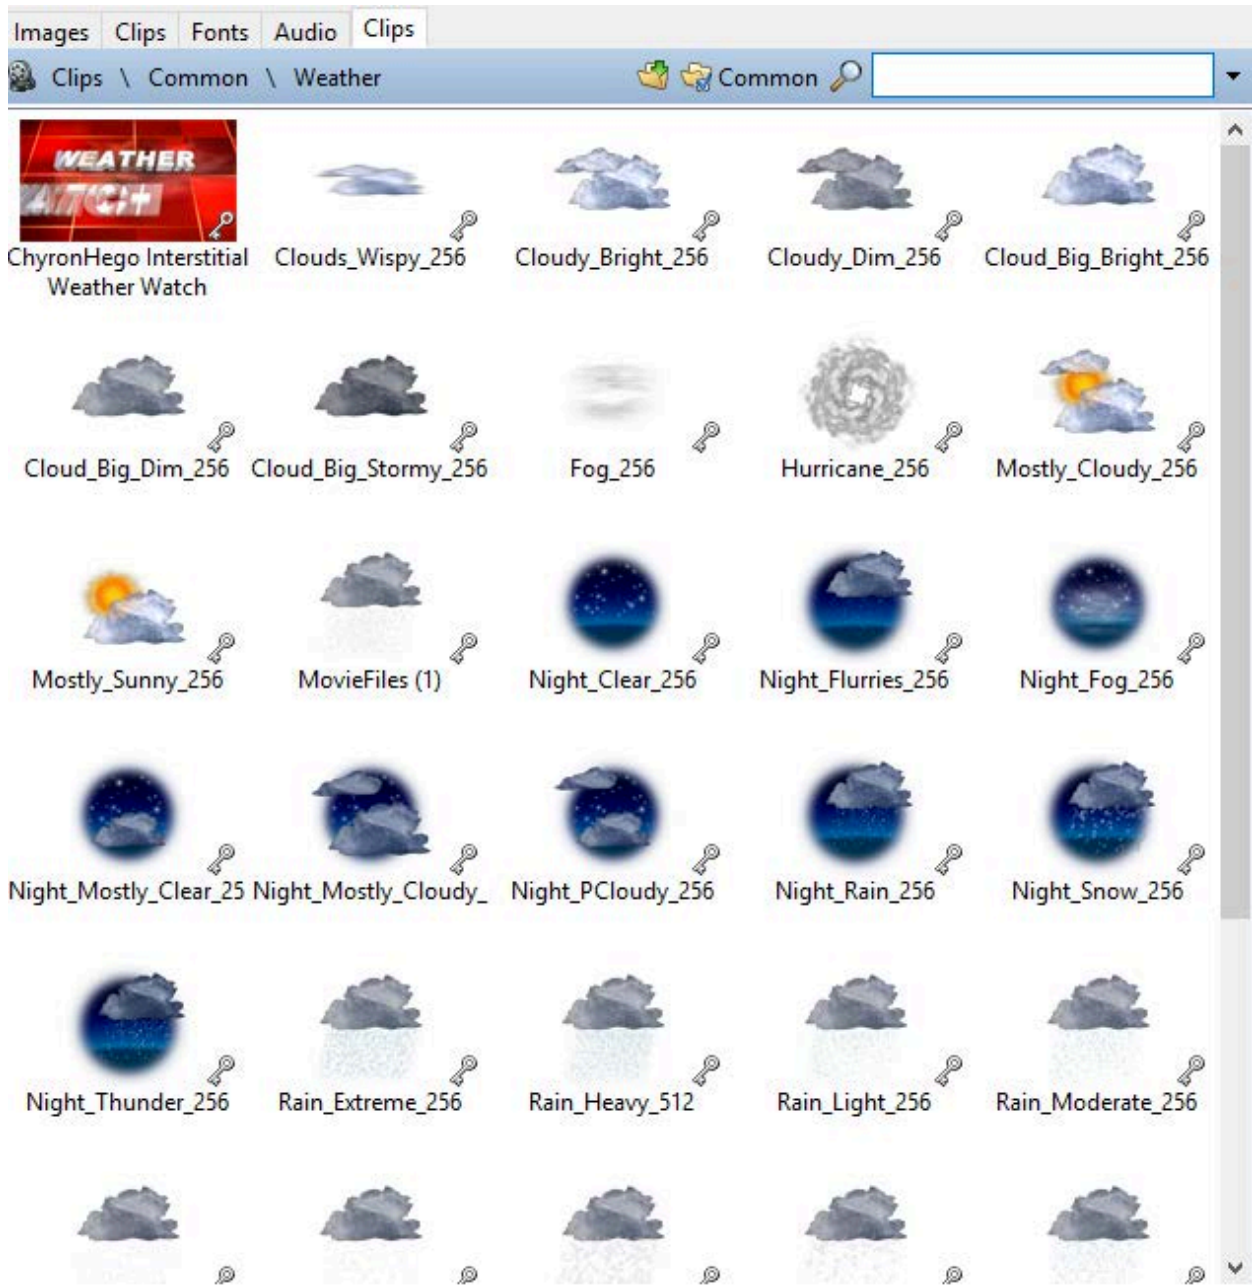 Images Clips Fonts Audio Clips
Clips \ Common \ Weather Common
WEATHER
ATCH
ChyronHego Interstitial
Weather Watch
Clouds_Wispy_256
Cloudy_Bright_256
Cloudy_Dim_256
Cloud_Big_Bright_256
Cloud_Big_Dim_256
Cloud_Big_Stormy_256
Fog_256
Hurricane_256
Mostly_Cloudy_256
Mostly_Sunny_256
MovieFiles (1)
Night_Clear_256
Night_Flurries_256
Night_Fog_256
Night_Mostly_Clear_25
Night_Mostly_Cloudy_
Night_PCloudy_256
Night_Rain_256
Night_Snow_256
Night_Thunder_256
Rain_Extreme_256
Rain_Heavy_512
Rain_Light_256
Rain_Moderate_256